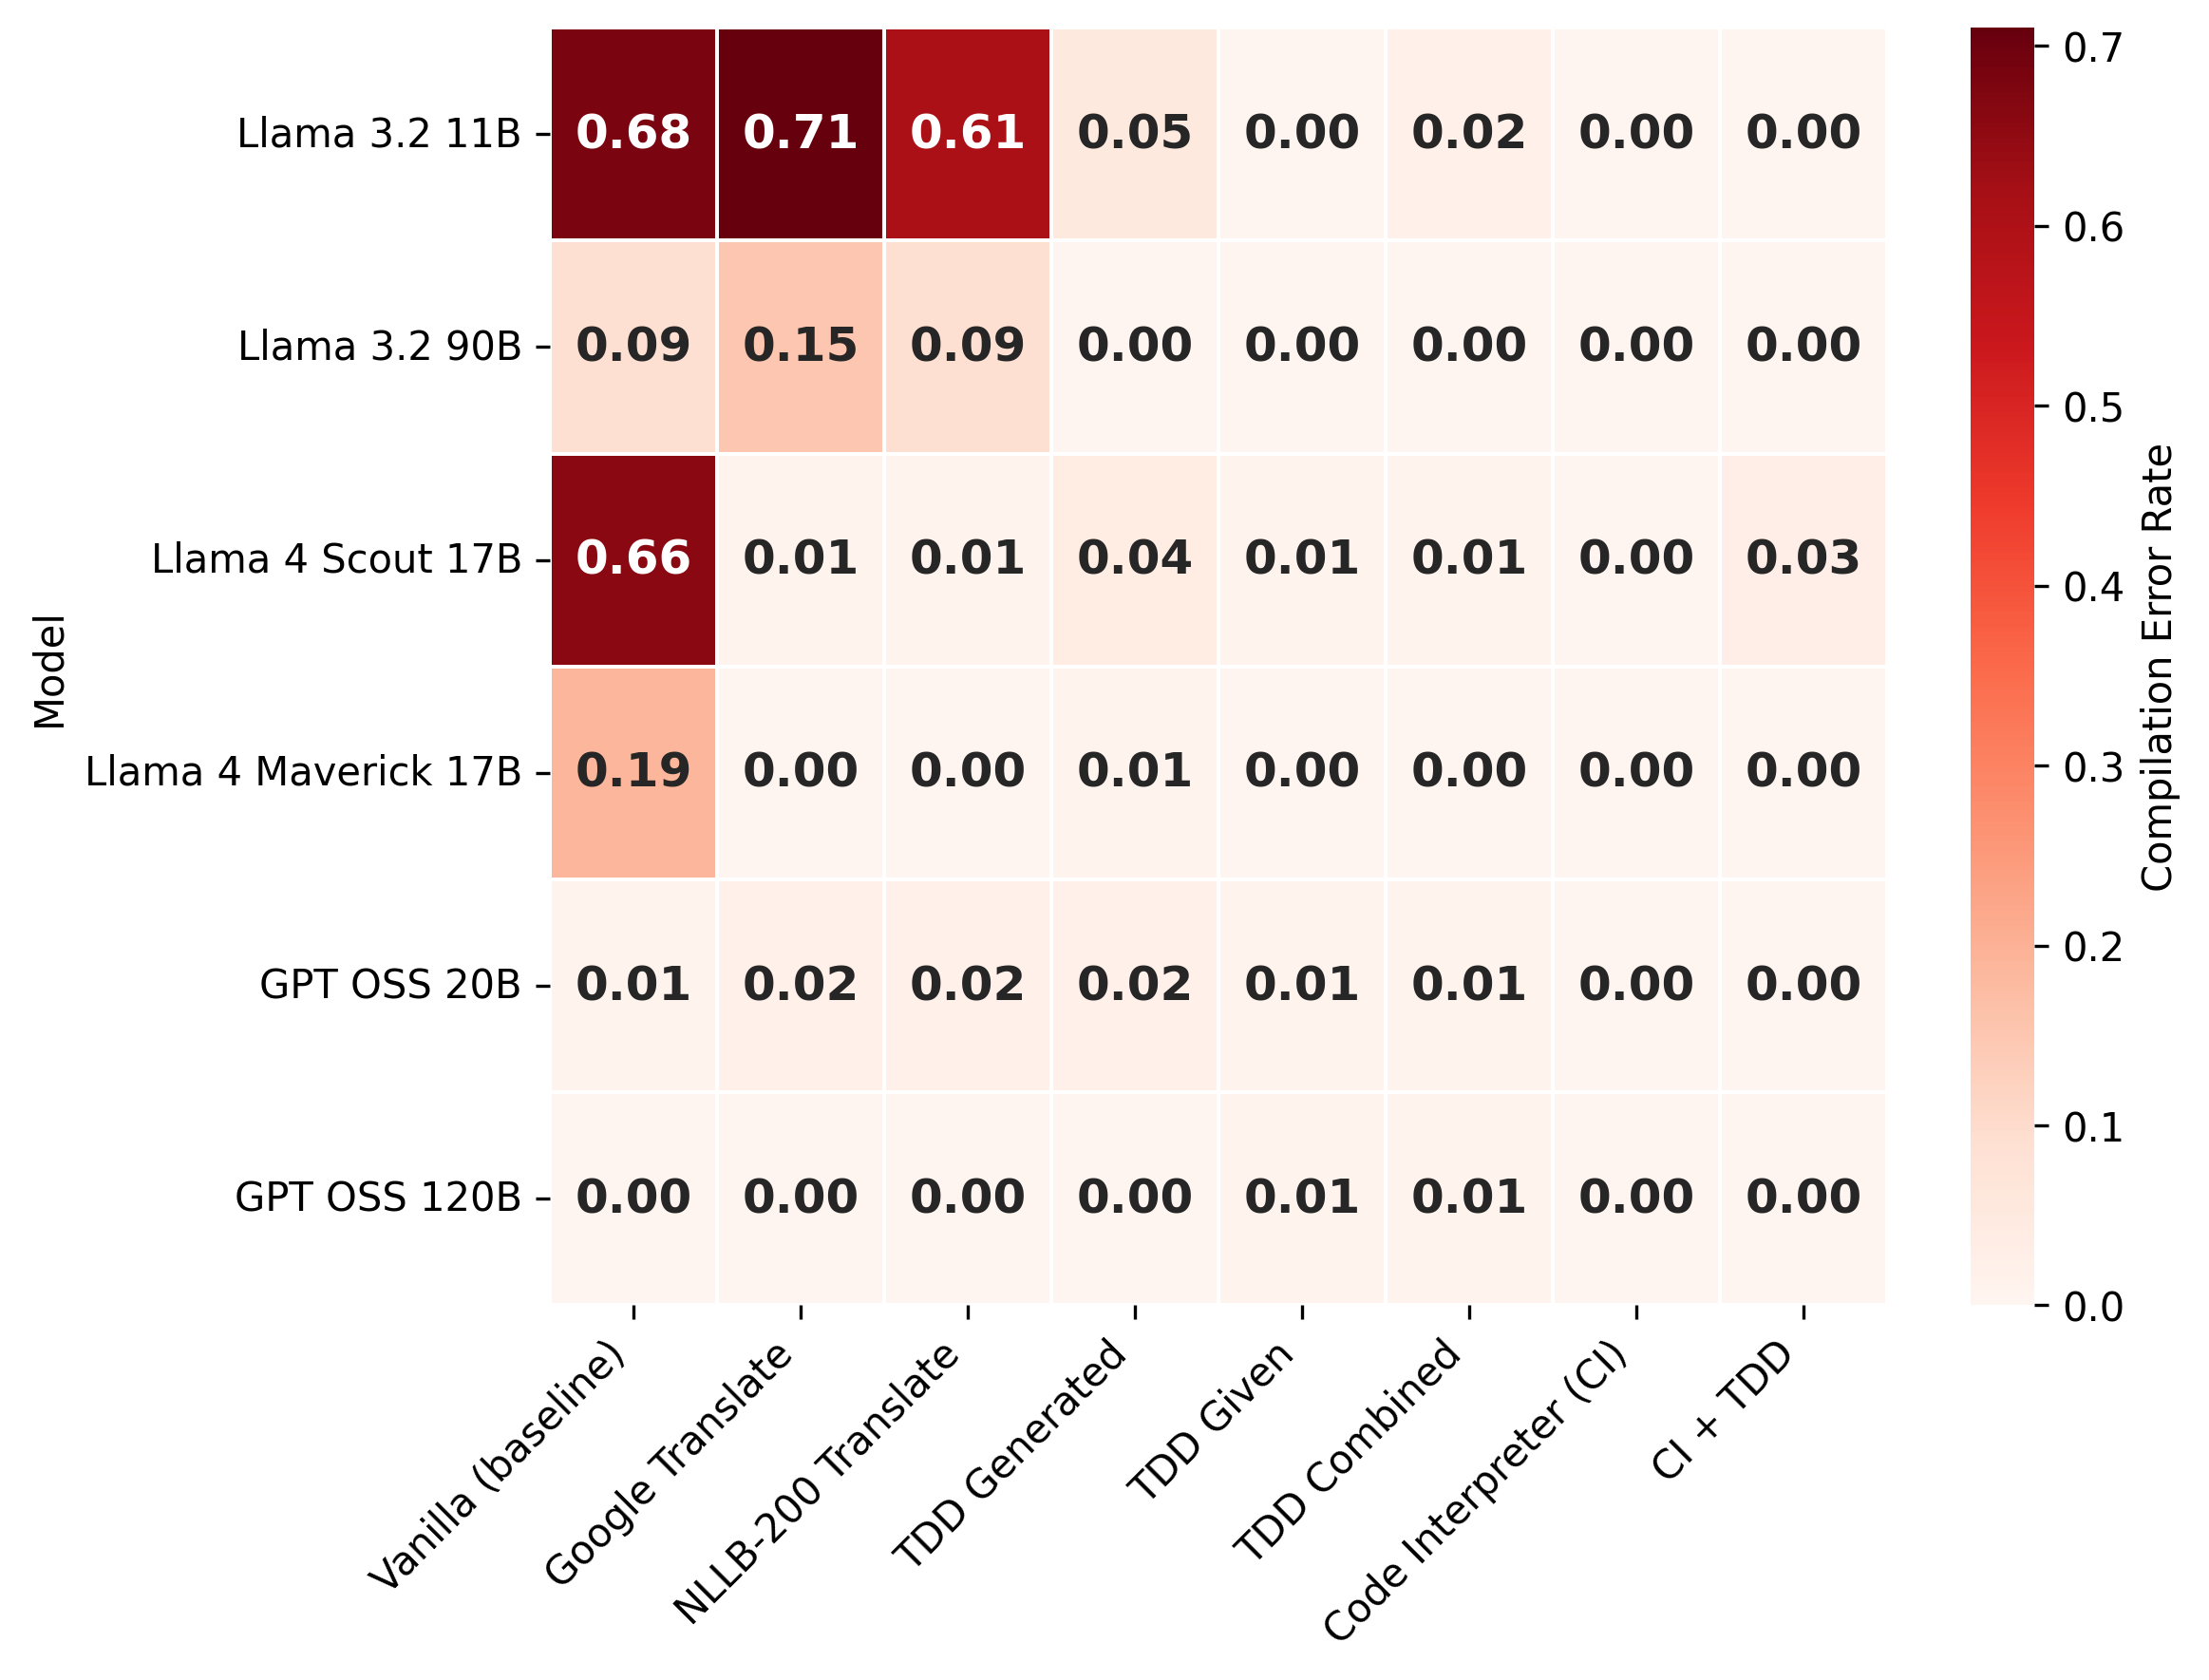 Model
Llama 3.2 11B 0.68 0.71 0.61 0.05 0.00 0.02 0.00 0.00
Llama 3.2 90B 0.09 0.15 0.09 0.00 0.00 0.00 0.00 0.00
Llama 4 Scout 17B 0.66 0.01 0.01 0.04 0.01 0.01 0.00 0.03
Llama 4 Maverick 17B 0.19 0.00 0.00 0.01 0.00 0.00 0.00 0.00
GPT OSS 20B 0.01 0.02 0.02 0.02 0.01 0.01 0.00 0.00
GPT OSS 120B 0.00 0.00 0.00 0.00 0.01 0.01 0.00 0.00
Vanilla (baseline)
Google Translate
NLLB-200 Translate
TDD Generated
TDD Given
TDD Combined
Code Interpreter (CI)
CI + TDD
0.7
0.6
0.5
0.4
0.3
0.2
0.1
0.0
Compilation Error Rate